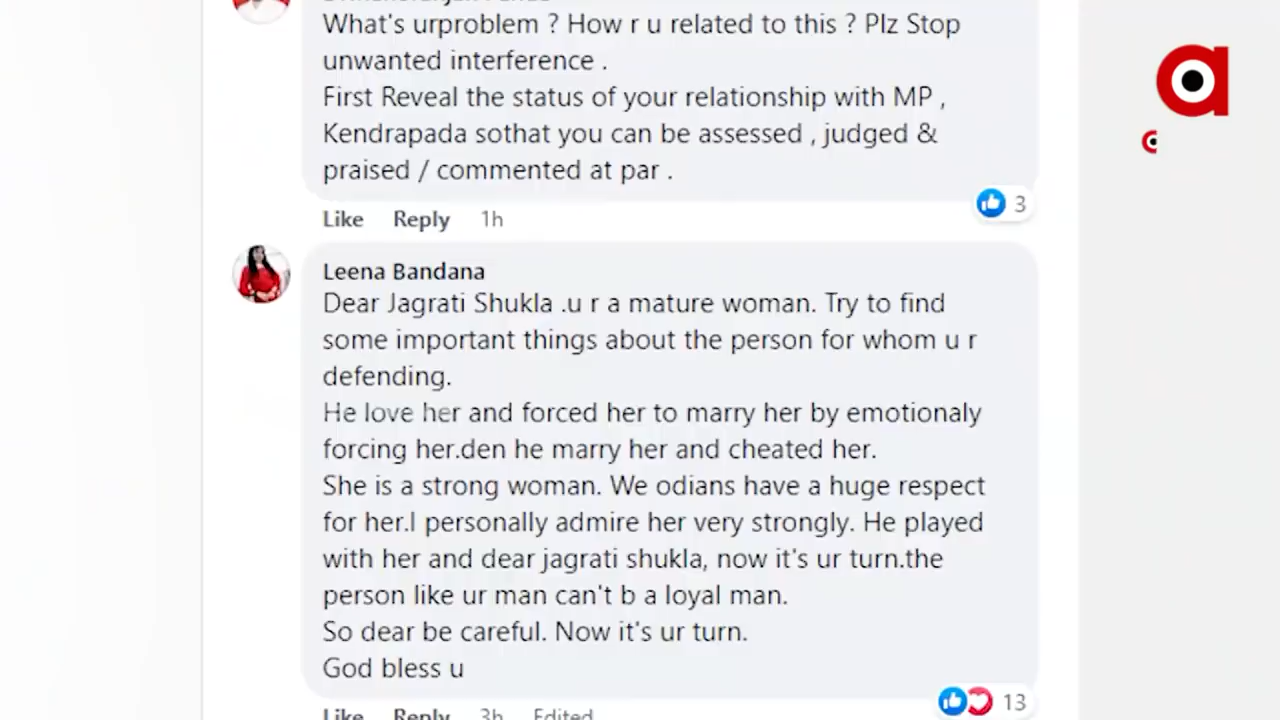 What's urproblem ? How r u related to this ? Plz Stop
unwanted interference .
First Reveal the status of your relationship with MP ,
Kendrapada sothat you can be assessed , judged &
praised / commented at par .
3
Like Reply 1h
Leena Bandana
Dear Jagrati Shukla .u r a mature woman. Try to find
some important things about the person for whom u r
defending.
He love her and forced her to marry her by emotionaly
forcing her.den he marry her and cheated her.
She is a strong woman. We odians have a huge respect
for her.I personally admire her very strongly. He played
with her and dear jagrati shukla, now it's ur turn.the
person like ur man can't b a loyal man.
So dear be careful. Now it's ur turn.
God bless u
13
Like Reply 3h Edited